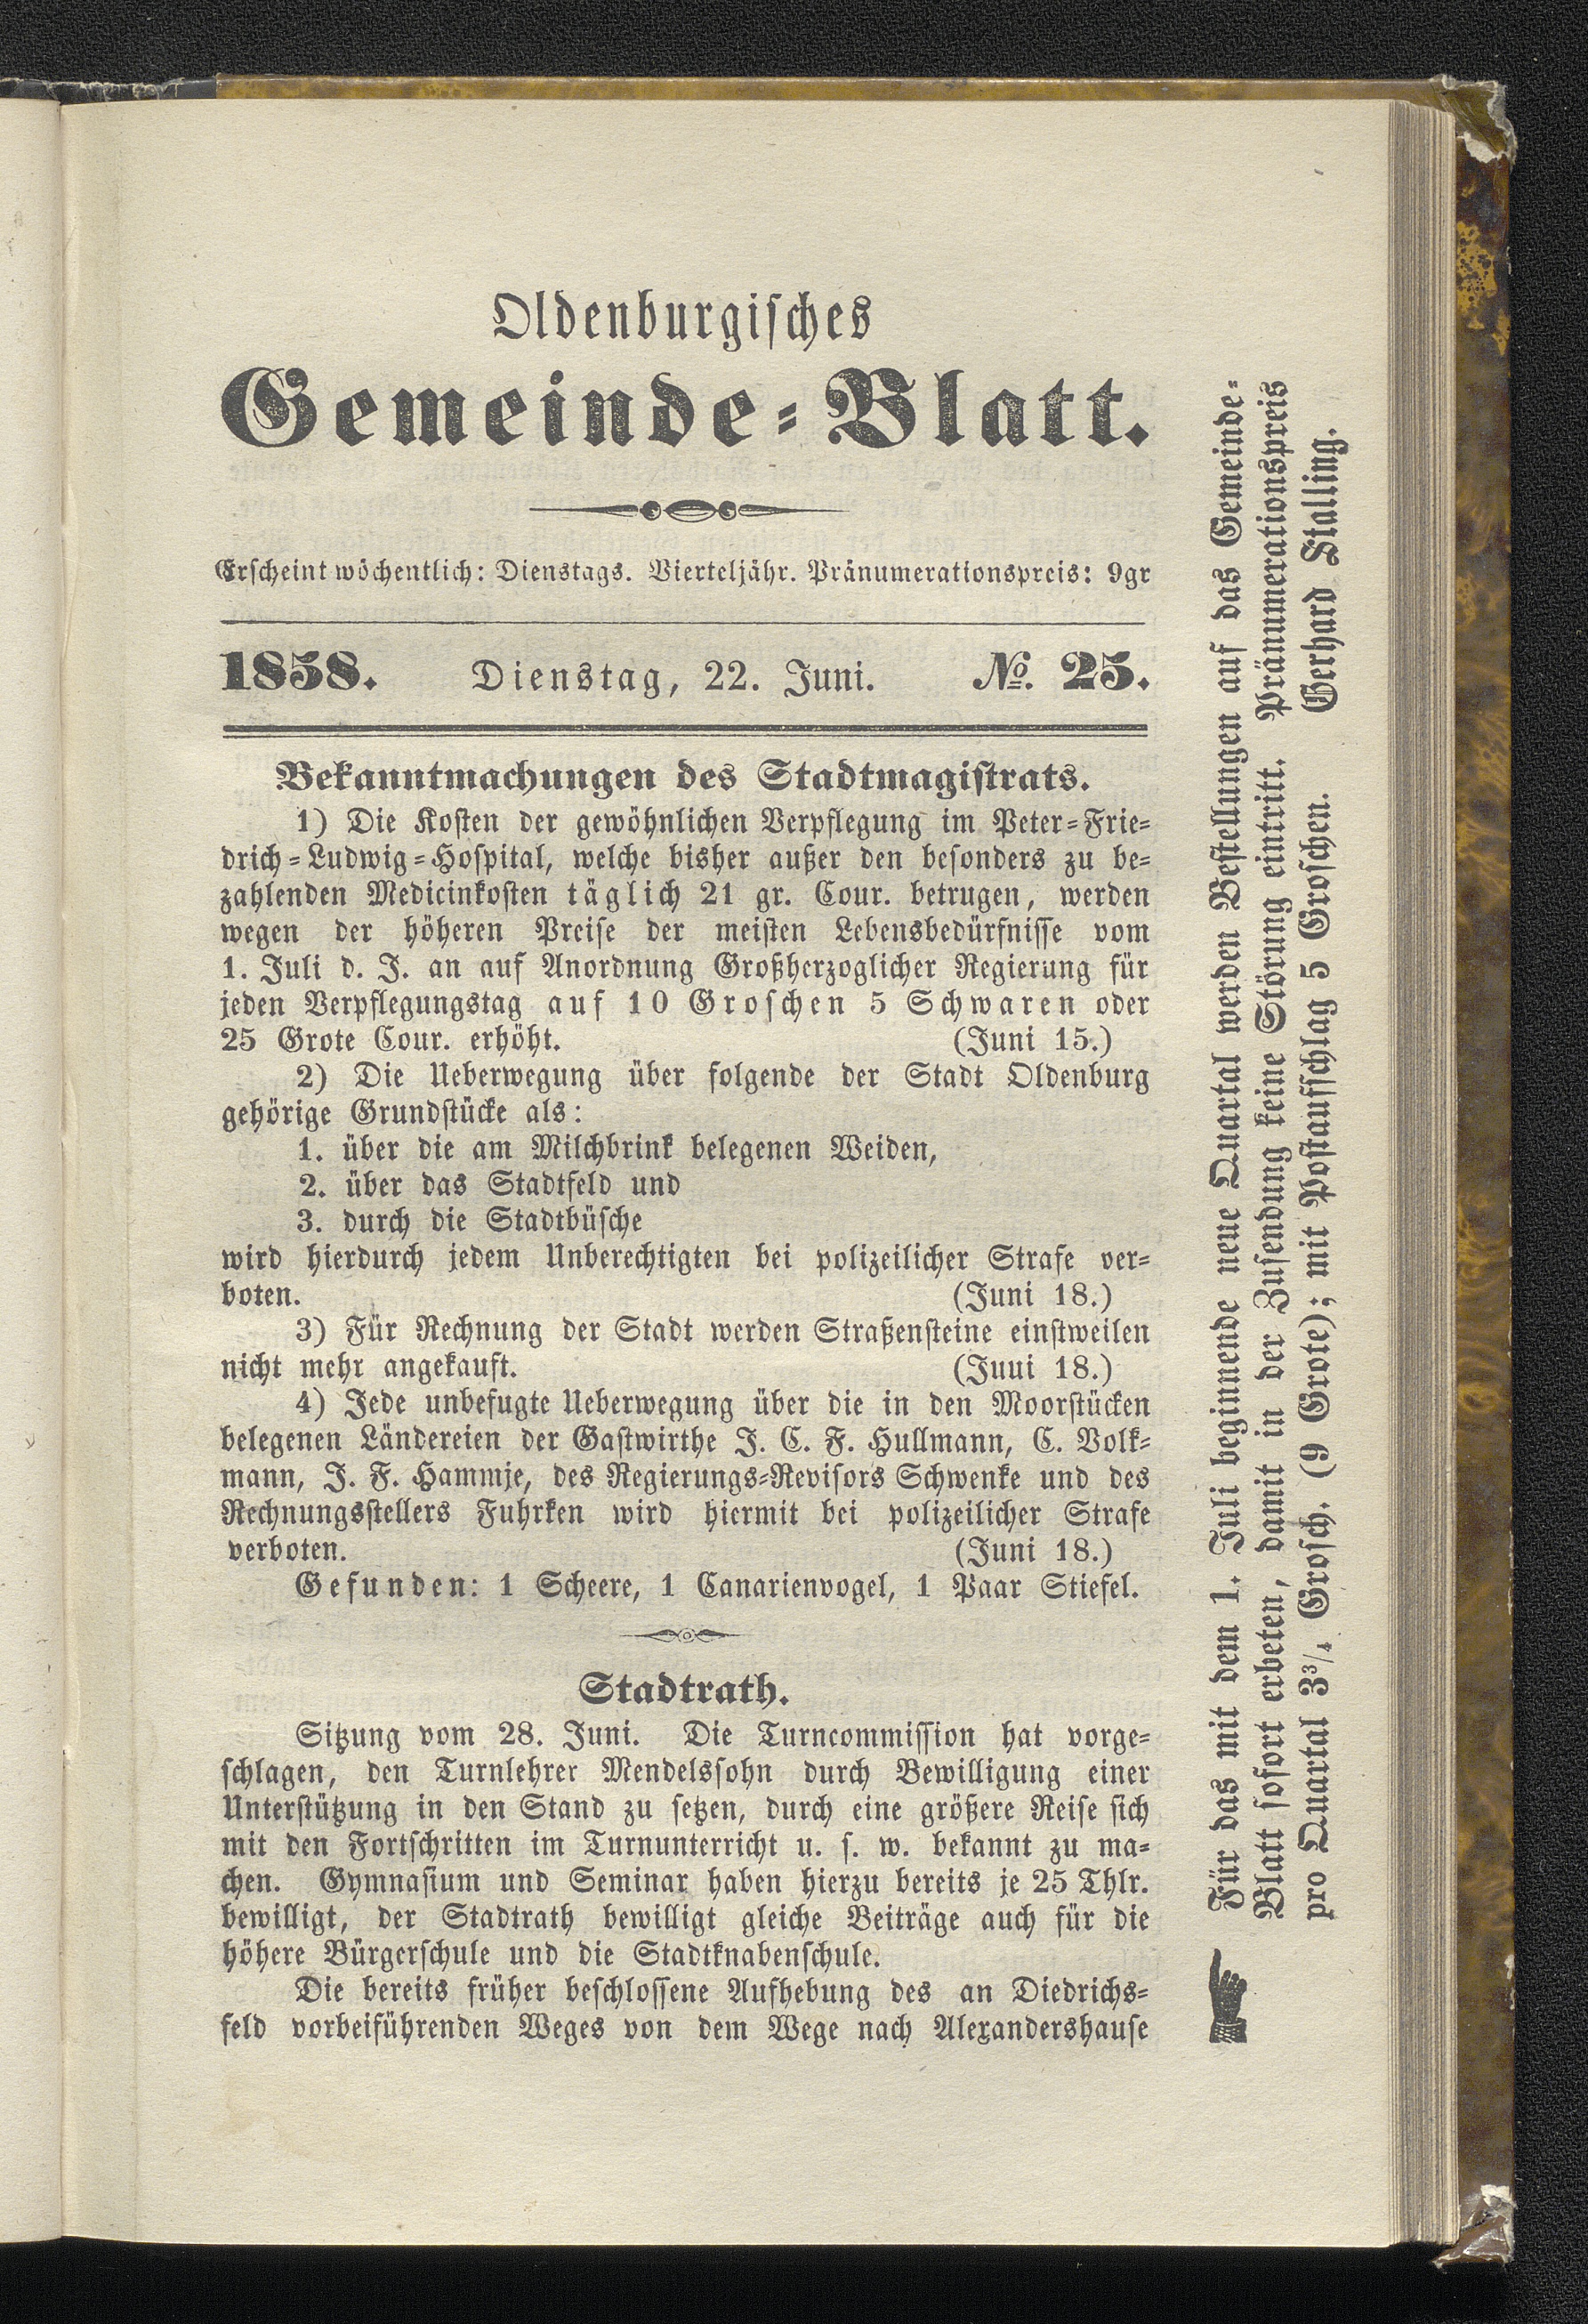 Oldenburgisches
Gemeinde-Blatt.
Erscheint wöchentlich: Dienstags. Vierteljähr. Pränumerationspreis: 9gr
1858. Dienstag, 22. Juni. No. 25.
Bekanntmachungen des Stadtmagistrats.
1) Die Kosten der gewöhnlichen Verpflegung im Peter-Frie-
drich-Ludwig-Hospital, welche bisher außer den besonders zu be-
zahlenden Medicinkosten täglich 21 gr. Cour. betrugen, werden
wegen der höheren Preise der meisten Lebensbedürfnisse vom
1. Juli d. J. an auf Anordnung Großherzoglicher Regierung für
jeden Verpflegungstag auf 10 Groschen 5 Schwaren oder
25 Grote Cour. erhöht. (Juni 15.)
2) Die Ueberwegung über folgende der Stadt Oldenburg
gehörige Grundstücke als:
1. über die am Milchbrink belegenen Weiden,
2. über das Stadtfeld und
3. durch die Stadtbüsche
wird hierdurch jedem Unberechtigten bei polizeilicher Strafe ver-
boten. (Juni 18.)
3) Für Rechnung der Stadt werden Straßensteine einstweilen
nicht mehr angekauft. (Juui 18.)
4) Jede unbefugte Ueberwegung über die in den Moorstücken
belegenen Ländereien der Gastwirthe J. C. F. Hullmann, C. Volk-
mann, J. F. Hammje, des Regierungs-Revisors Schwenke und des
Rechnungsstellers Fuhrken wird hiermit bei polizeilicher Strafe
verboten. (Juni 18.)
Gefunden: 1 Scheere, 1 Canarienvogel, 1 Paar Stiefel.
Stadtrath.
Sitzung vom 28. Juni. Die Turncommission hat vorge-
schlagen, den Turnlehrer Mendelssohn durch Bewilligung einer
Unterstützung in den Stand zu setzen, durch eine größere Reise sich
mit den Fortschritten im Turnunterricht u. s. w. bekannt zu ma-
chen. Gymnasium und Seminar haben hierzu bereits je 25 Thlr.
bewilligt, der Stadtrath bewilligt gleiche Beiträge auch für die
höhere Bürgerschule und die Stadtknabenschule.
Die bereits früher beschlossene Aufhebung des an Diedrichs-
feld vorbeiführenden Weges von dem Wege nach Alexandershause
Für das mit dem 1. Juli beginnende neue Quartal werden Bestellungen auf das Gemeinde-
Blatt sofort erbeten, damit in der Zusendung keine Störung eintritt. Pränumerationspreis
pro Quartal 3¾ Grosch. (9 Grote); mit Postaufschlag 5 Groschen. Gerhard Stalling.